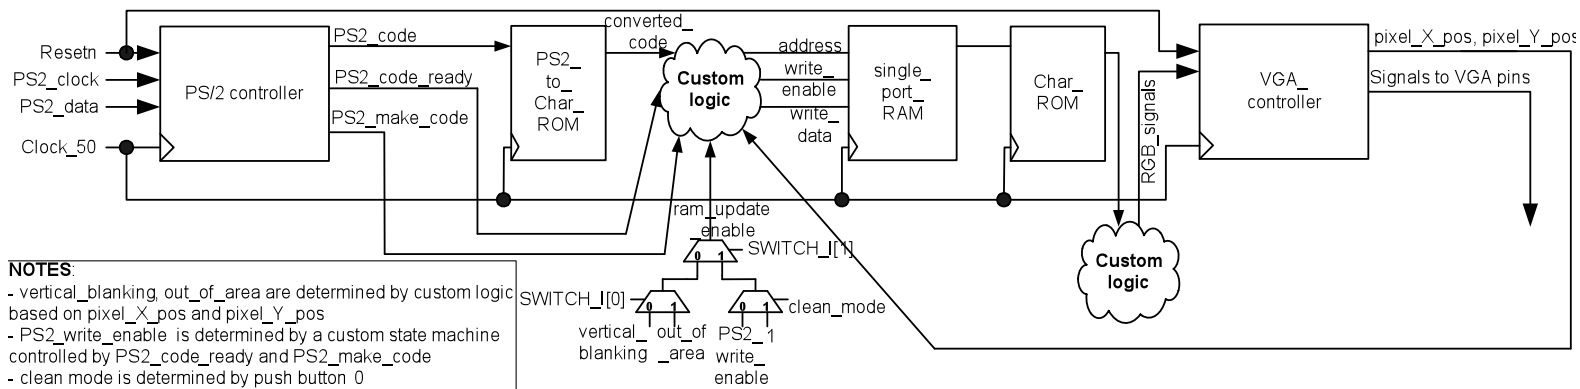 Resetn
PS2_clock
PS2_data
Clock_50
PS/2 controller
PS2_code
PS2_code_ready
PS2_make_code
PS2_
to_
Char_
ROM
converted_
code
Custom
logic
address
write_
enable
write_
data
single_
port_
RAM
Char_
ROM
RGB_signals
VGA_
controller
pixel_X_pos, pixel_Y_pos
Signals to VGA pins
Custom
logic
ram_update
_enable
0 1
SWITCH_I[1]
SWITCH_I[0]
0 1
0 1
clean_mode
vertical_
blanking
out_of
_area
PS2_
write_
enable
1
NOTES:
- vertical_blanking, out_of_area are determined by custom logic
based on pixel_X_pos and pixel_Y_pos
- PS2_write_enable is determined by a custom state machine
controlled by PS2_code_ready and PS2_make_code
- clean mode is determined by push button 0